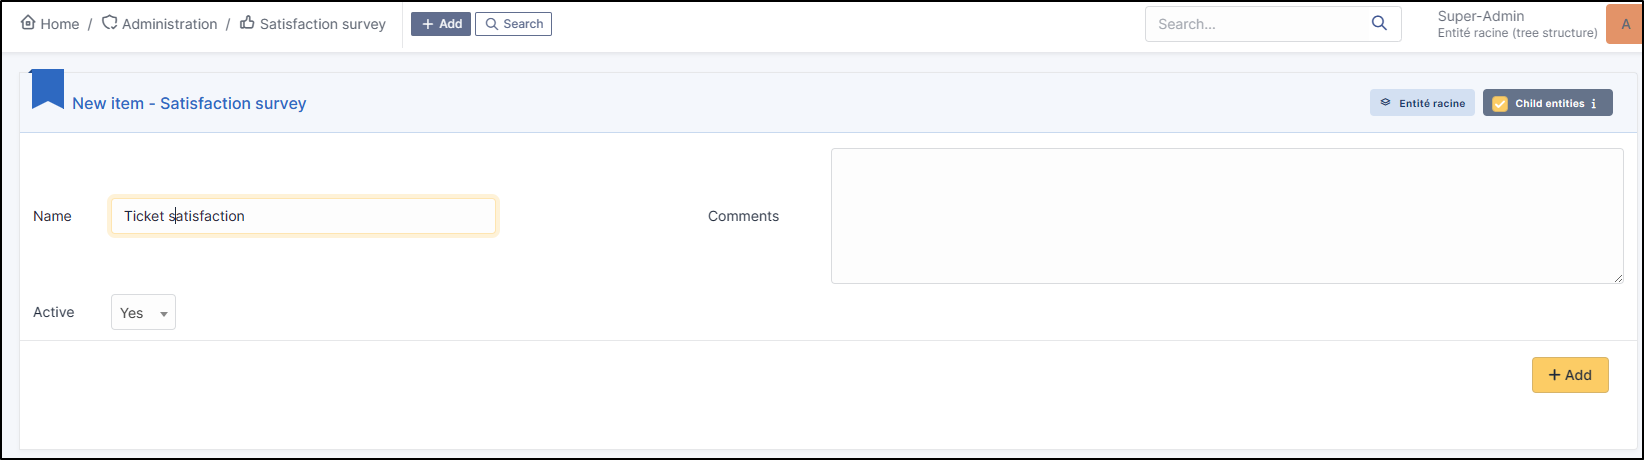 Home / Administration / Satisfaction survey + Add Search Search... Super-Admin A
Entité racine (tree structure)
New item - Satisfaction survey Entité racine Child entities i
Name Ticket satisfaction Comments
Active Yes
+ Add